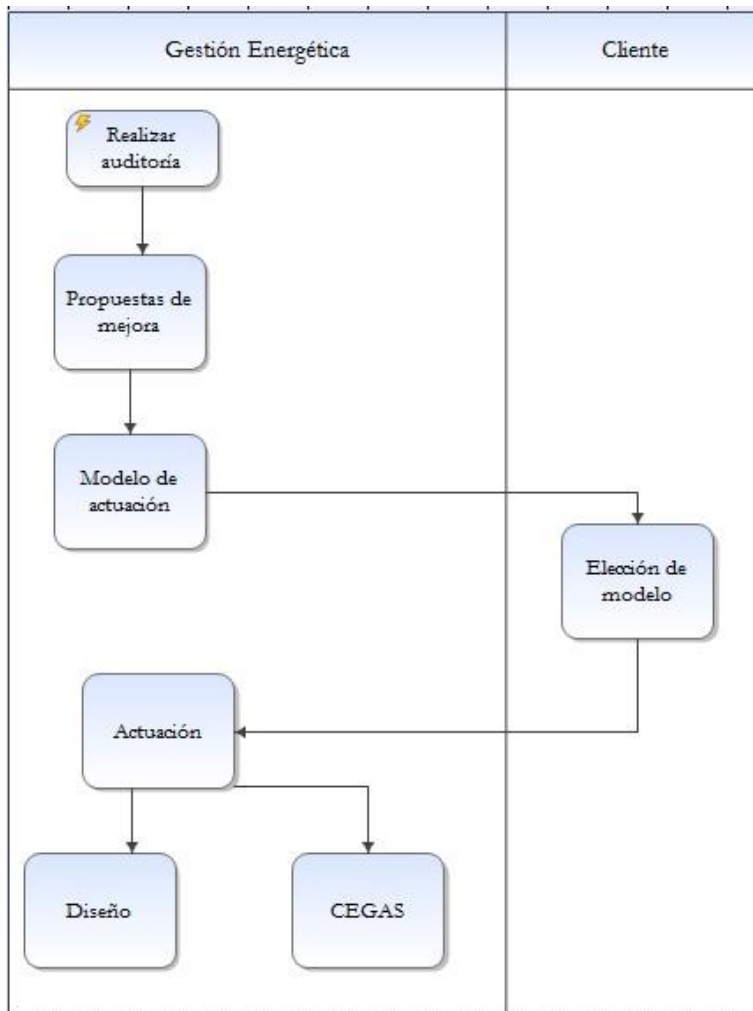 Gestión Energética
Cliente
Realizar
auditoría
Propuestas de
mejora
Modelo de
actuación
Elección de
modelo
Actuación
Diseño
CEGAS